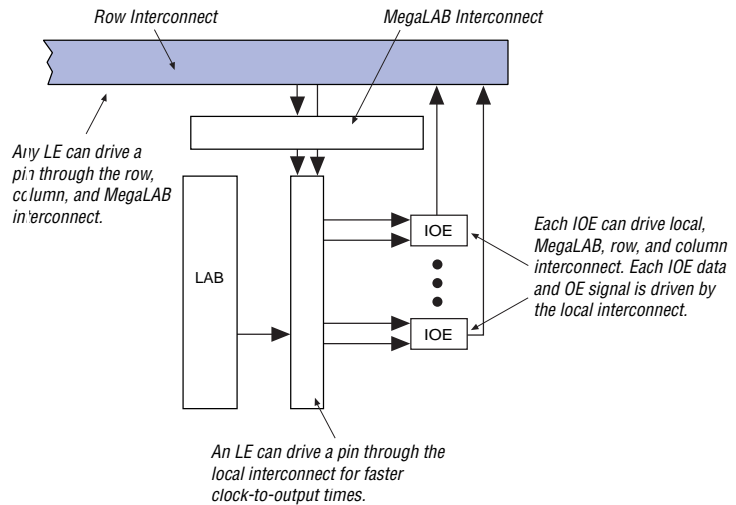 Row Interconnect
MegaLAB Interconnect
Any LE can drive a
pin through the row,
column, and MegaLAB
interconnect.
LAB
IOE
IOE
Each IOE can drive local,
MegaLAB, row, and column
interconnect. Each IOE data
and OE signal is driven by
the local interconnect.
An LE can drive a pin through the
local interconnect for faster
clock-to-output times.